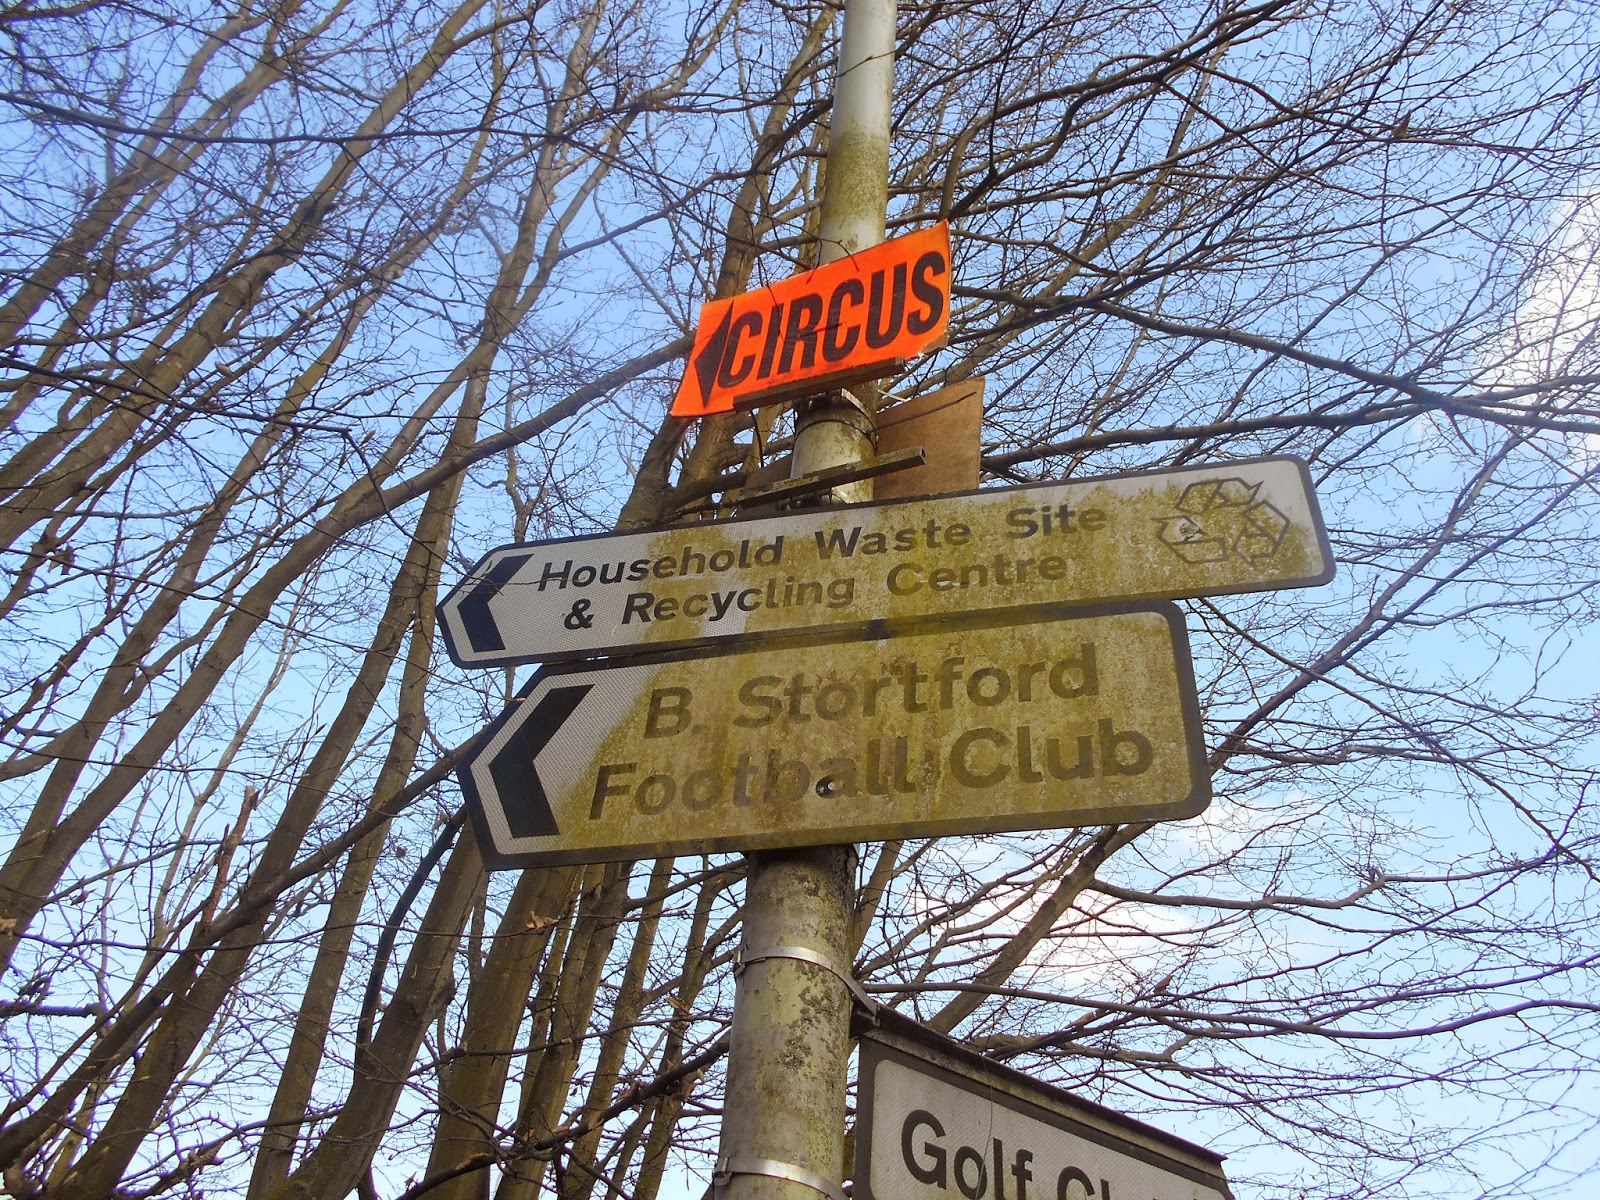 CIRCUS
Household Waste Site
& Recycling Centre
B. Stortford
Football Club
Golf